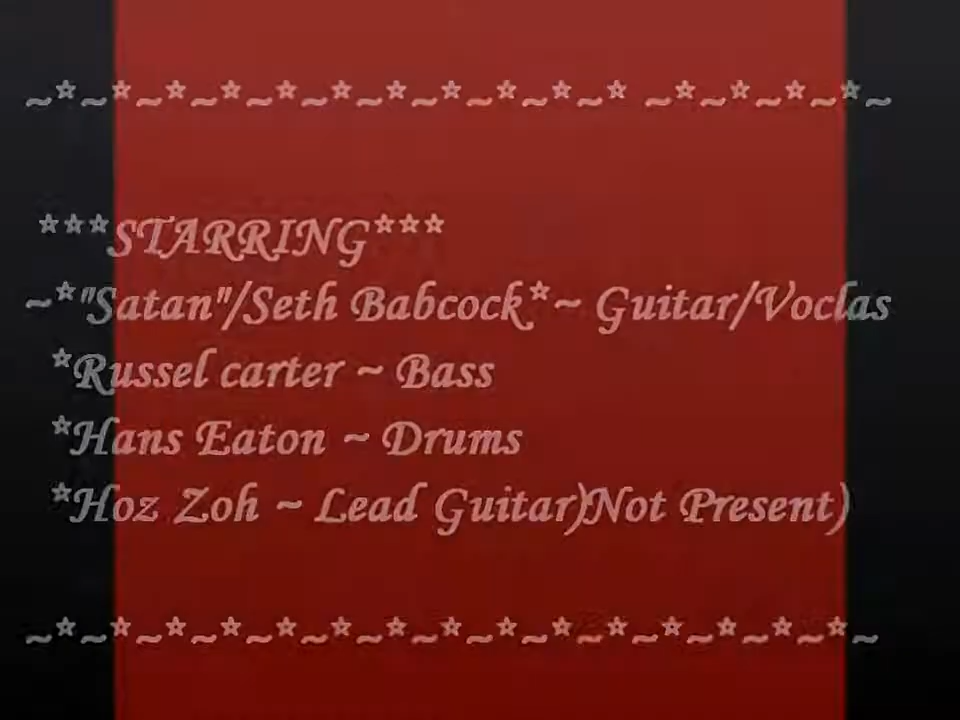 ~*~*~*~*~*~*~*~*~*~*~* ~*~*~*~*~
***STARRING***
~*"Satan"/Seth Babcock*~ Guitar/Voclas
*Russel carter ~ Bass
*Hans Eaton ~ Drums
*Hoz Zoh ~ Lead Guitar)Not Present)
~*~*~*~*~*~*~*~*~*~*~*~*~*~*~*~